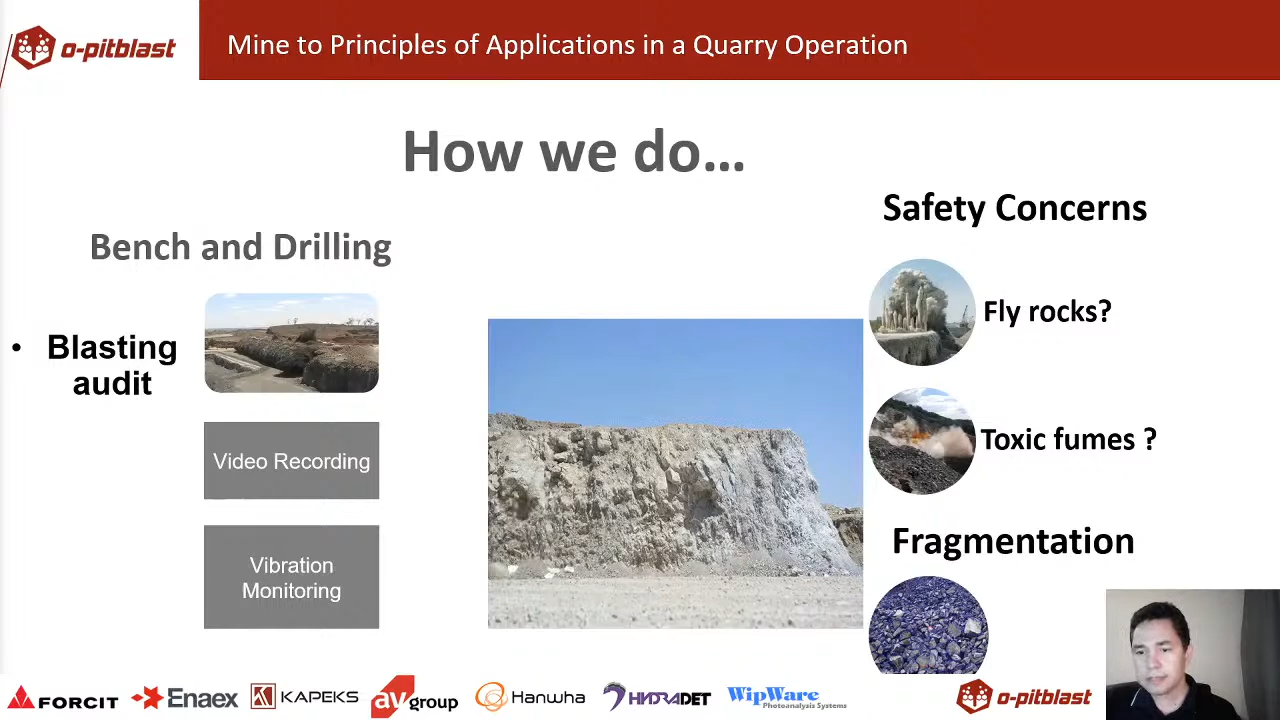 o-pitblast
Mine to Principles of Applications in a Quarry Operation
How we do...
Bench and Drilling
• Blasting
audit
Video Recording
Vibration
Monitoring
Safety Concerns
Fly rocks?
Toxic fumes ?
Fragmentation
FORCIT
Enaex
KAPEKS
av group
Hanwha
HYDRADET
WipWare
Photoanalysis Systems
o-pitblast